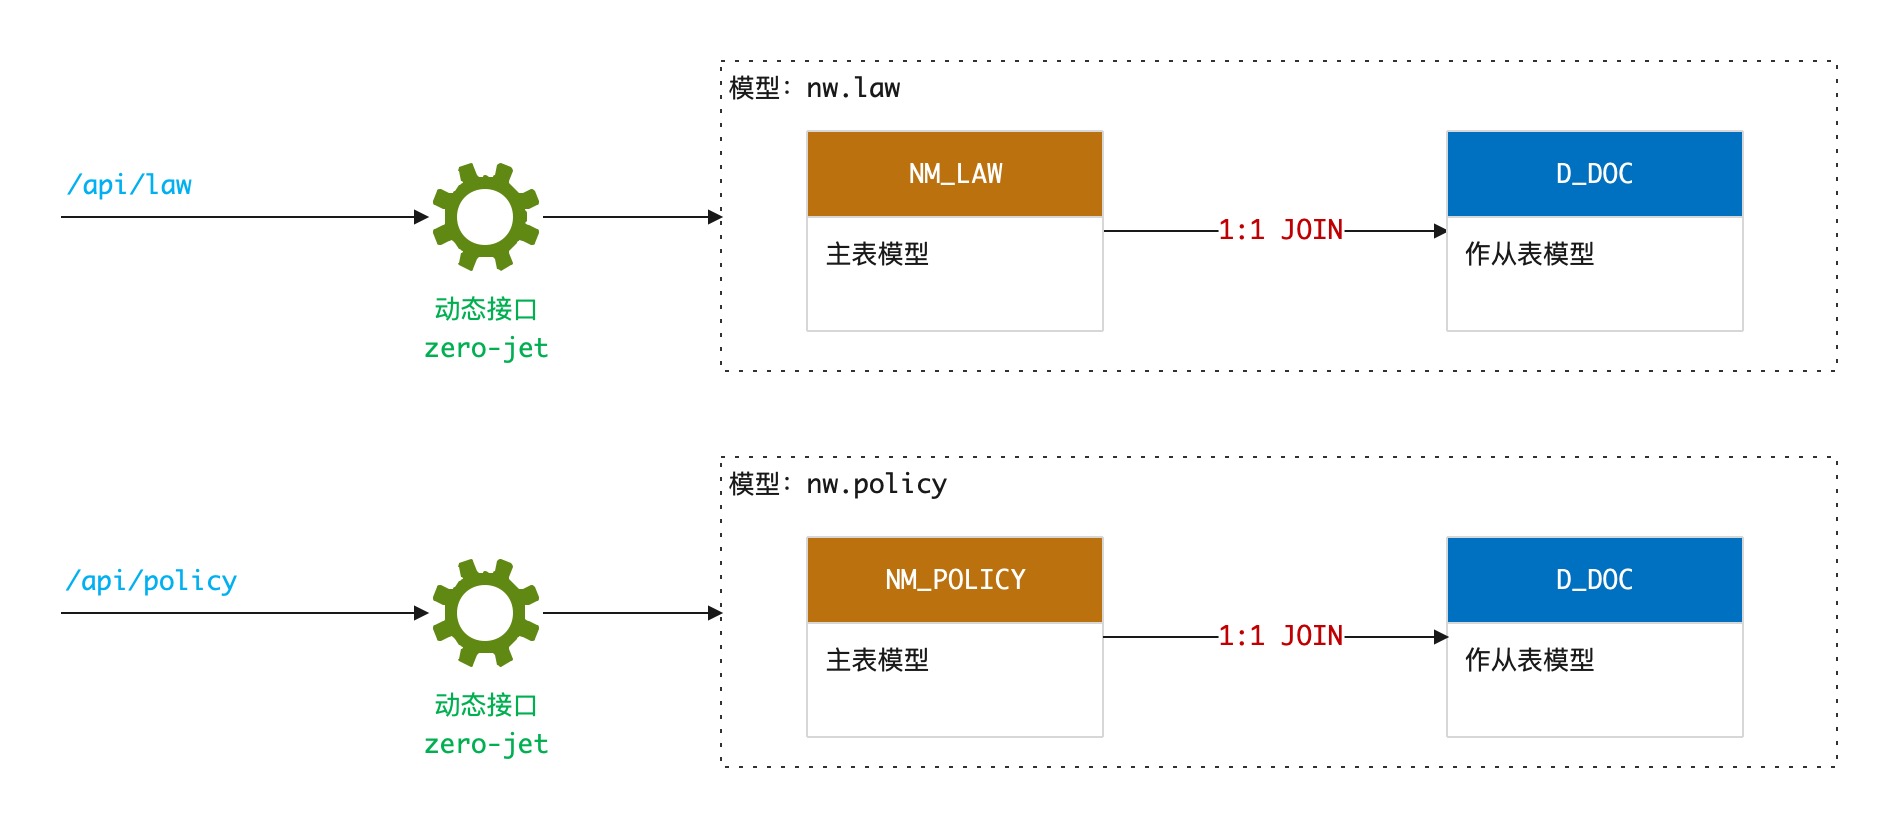 模型：nw.law
NM_LAW
D_DOC
/api/law
1:1 JOIN
主表模型
作从表模型
动态接口
zero-jet
模型：nw.policy
NM_POLICY
D_DOC
/api/policy
1:1 JOIN
主表模型
作从表模型
动态接口
zero-jet